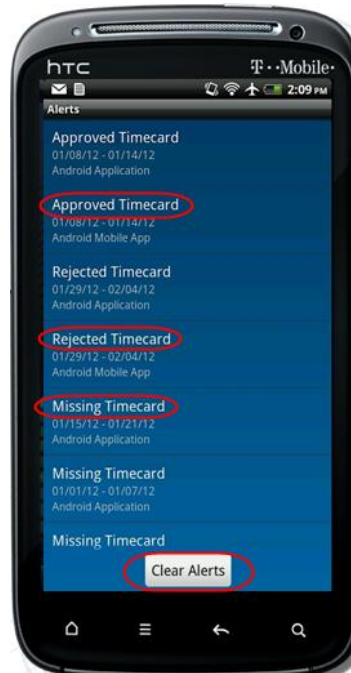 hTC
T··Mobile·
2:09 PM
Alerts
Approved Timecard
01/08/12 - 01/14/12
Android Application
Approved Timecard
01/08/12 - 01/14/12
Android Mobile App
Rejected Timecard
01/29/12 - 02/04/12
Android Application
Rejected Timecard
01/29/12 - 02/04/12
Android Mobile App
Missing Timecard
01/15/12 - 01/21/12
Android Application
Missing Timecard
01/01/12 - 01/07/12
Android Application
Missing Timecard
Clear Alerts